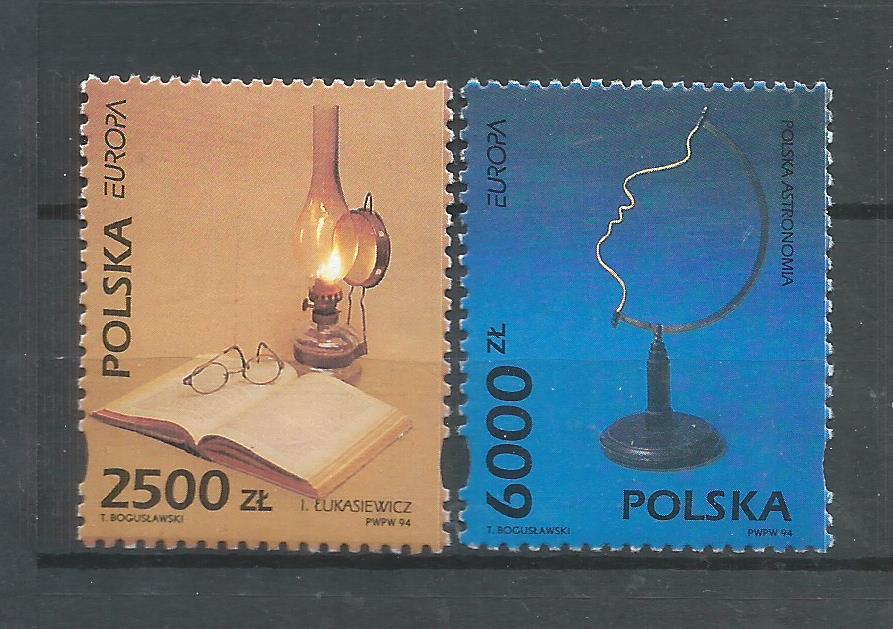 POLSKA EUROPA
2500 ZŁ
I. ŁUKASIEWICZ
T. BOGUSŁAWSKI
PWPW 94
EUROPA
POLSKA ASTRONOMIA
6000 ZŁ
POLSKA
T. BOGUSŁAWSKI
PWPW 94